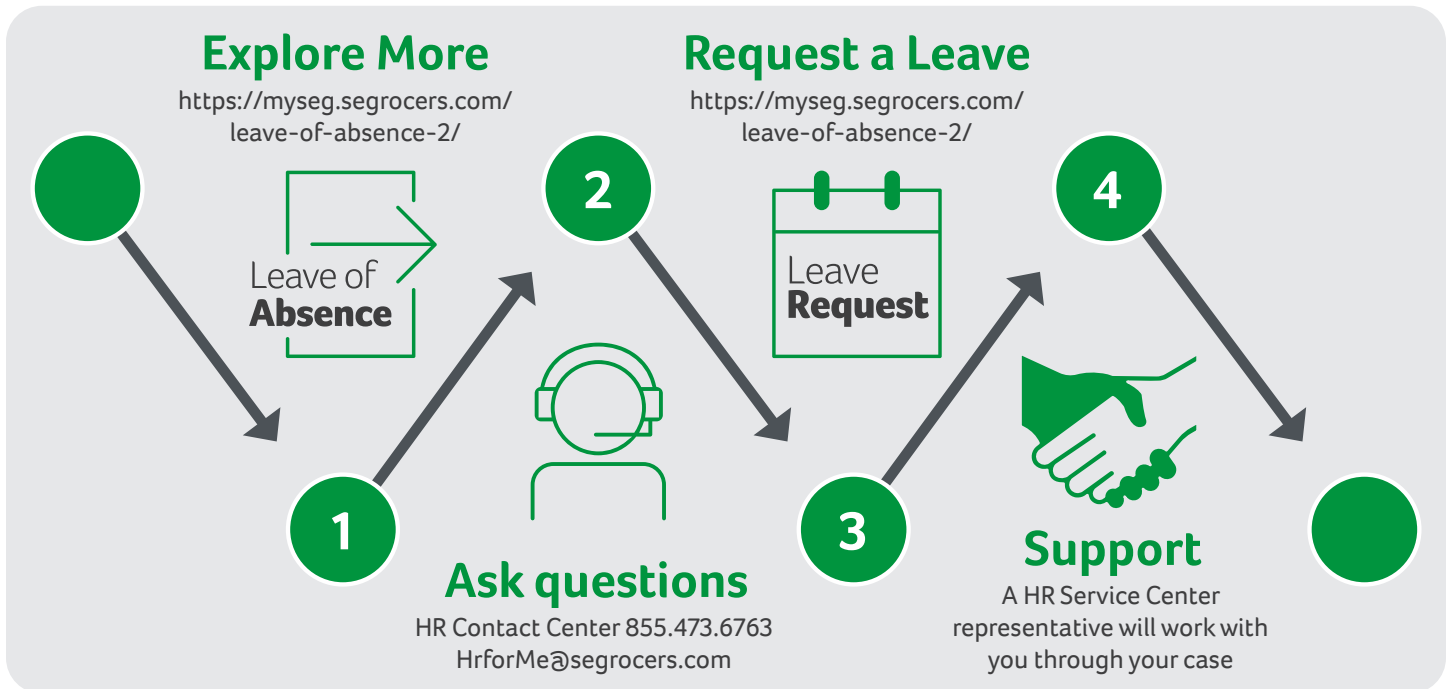 Explore More
https://myseg.segrocers.com/
leave-of-absence-2/
Leave of
Absence
1
Ask questions
HR Contact Center 855.473.6763
HrforMe@segrocers.com
2
Request a Leave
https://myseg.segrocers.com/
leave-of-absence-2/
Leave
Request
3
Support
A HR Service Center
representative will work with
you through your case
4